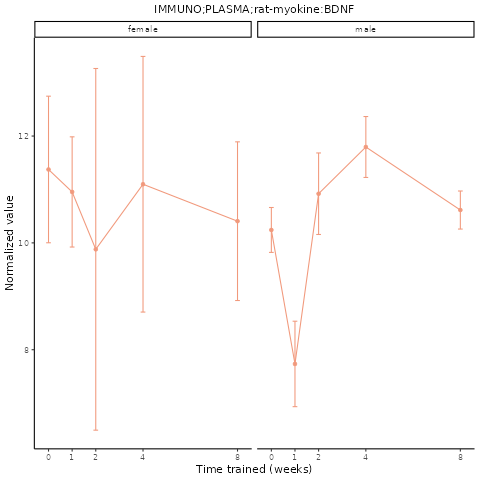 IMMUNO;PLASMA;rat-myokine:BDNF
female
male
Normalized value
12
10
8
0 1 2 4 8
0 1 2 4 8
Time trained (weeks)